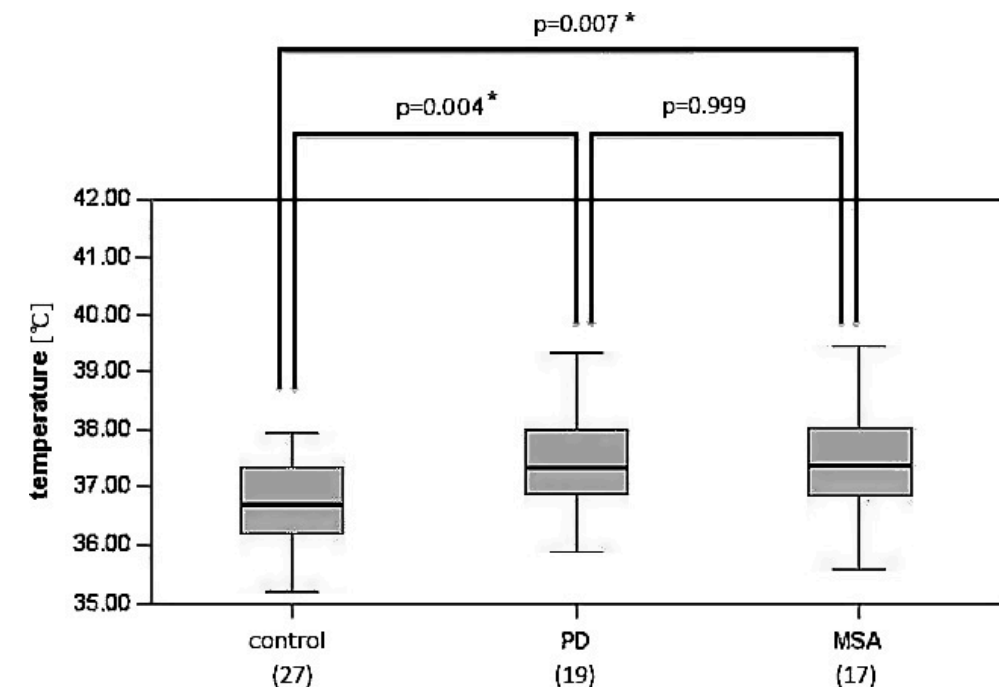 p=0.007 *
p=0.004 *
p=0.999
42.00
41.00
40.00
39.00
38.00
37.00
36.00
35.00
temperature [℃]
control
PD
MSA
(27)
(19)
(17)